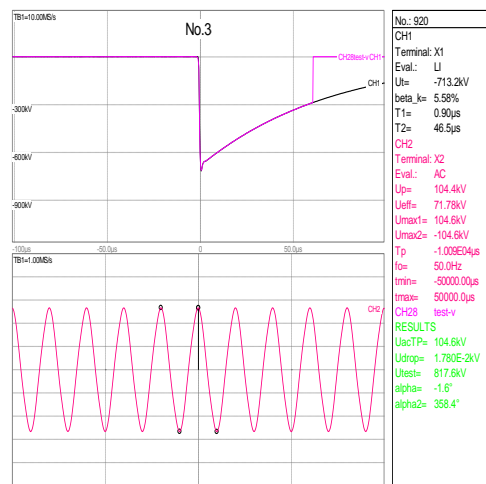 TB1=10.00MS/s
No.3
CH28test-v CH1
CH1
-300kV
-600kV
-900kV
-100µs
-50.0µs
0
50.0µs
TB1=1.00MS/s
CH2
No.: 920
CH1
Terminal: X1
Eval.: LI
Ut= -713.2kV
beta_k= 5.58%
T1= 0.90µs
T2= 46.5µs
CH2
Terminal: X2
Eval.: AC
Up= 104.4kV
Ueff= 71.78kV
Umax1= 104.6kV
Umax2= -104.6kV
Tp -1.009E04µs
fo= 50.0Hz
tmin= -50000.00µs
tmax= 50000.0µs
CH28 test-v
RESULTS
UacTP= 104.6kV
Udrop= 1.780E-2kV
Utest= 817.6kV
alpha= -1.6°
alpha2= 358.4°